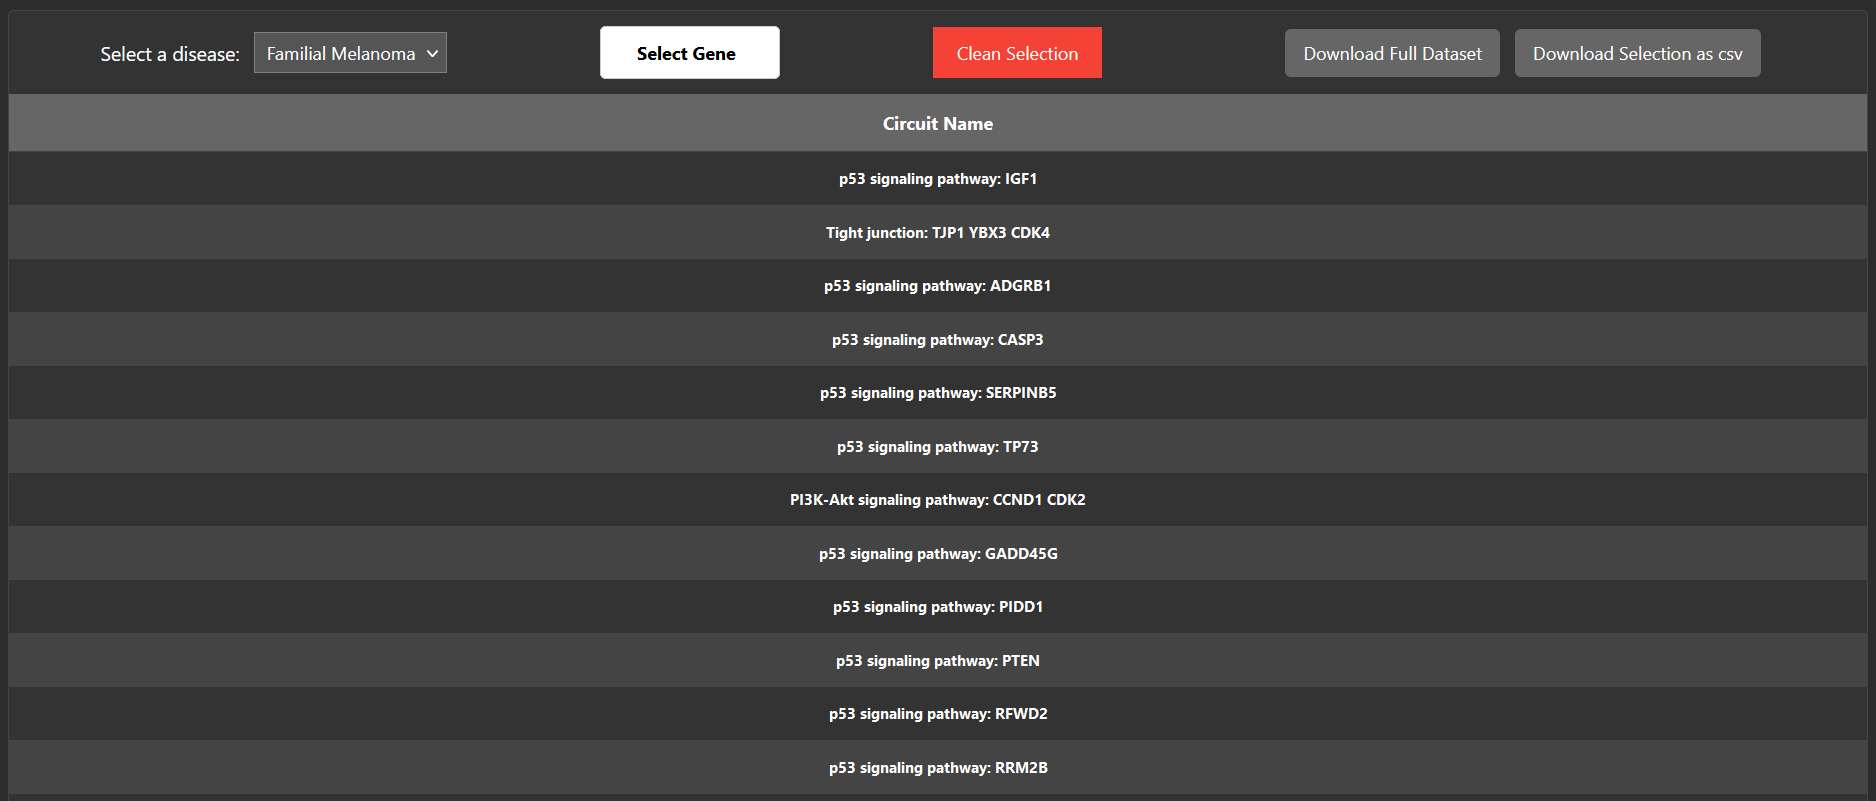 Select a disease: Familial Melanoma Select Gene Clean Selection Download Full Dataset Download Selection as csv
Circuit Name
p53 signaling pathway: IGF1
Tight junction: TJP1 YBX3 CDK4
p53 signaling pathway: ADGRB1
p53 signaling pathway: CASP3
p53 signaling pathway: SERPINB5
p53 signaling pathway: TP73
PI3K-Akt signaling pathway: CCND1 CDK2
p53 signaling pathway: GADD45G
p53 signaling pathway: PIDD1
p53 signaling pathway: PTEN
p53 signaling pathway: RFWD2
p53 signaling pathway: RRM2B